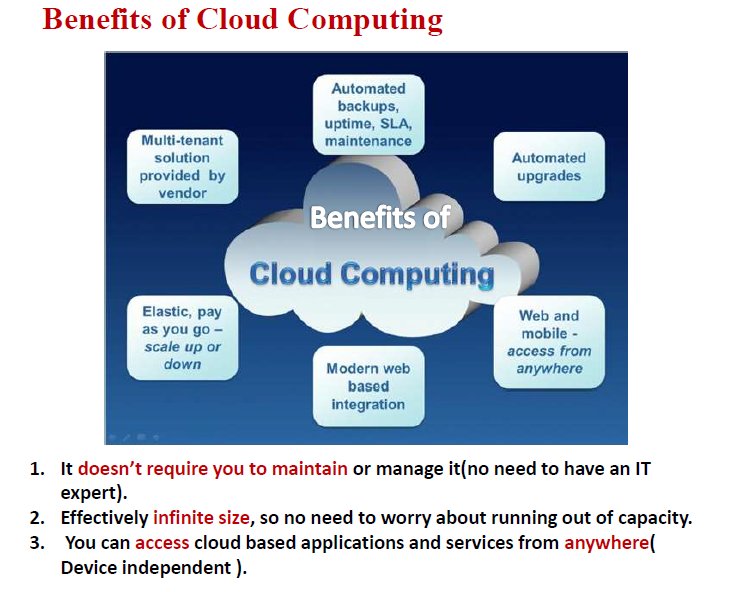 Benefits of Cloud Computing
Automated
backups,
uptime, SLA,
maintenance
Multi-tenant
solution
provided by
vendor
Automated
upgrades
Benefits of
Cloud Computing
Elastic, pay
as you go –
scale up or
down
Web and
mobile -
access from
anywhere
Modern web
based
integration
1. It doesn’t require you to maintain or manage it(no need to have an IT
expert).
2. Effectively infinite size, so no need to worry about running out of capacity.
3. You can access cloud based applications and services from anywhere(
Device independent ).